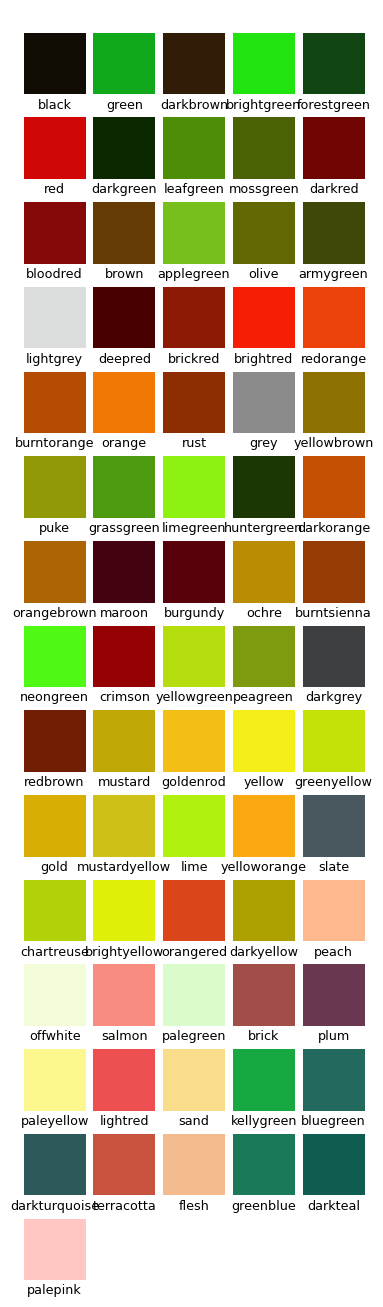 black green darkbrown brightgreen forestgreen
red darkgreen leafgreen mossgreen darkred
bloodred brown applegreen olive armygreen
lightgrey deepred brickred brightred redorange
burntorange orange rust grey yellowbrown
puke grassgreen limegreen huntergreen darkorange
orangebrown maroon burgundy ochre burntsienna
neongreen crimson yellowgreen peagreen darkgrey
redbrown mustard goldenrod yellow greenyellow
gold mustardyellow lime yelloworange slate
chartreuse brightyellow orangered darkyellow peach
offwhite salmon palegreen brick plum
paleyellow lightred sand kellygreen bluegreen
darkturquoise terracotta flesh greenblue darkteal
palepink